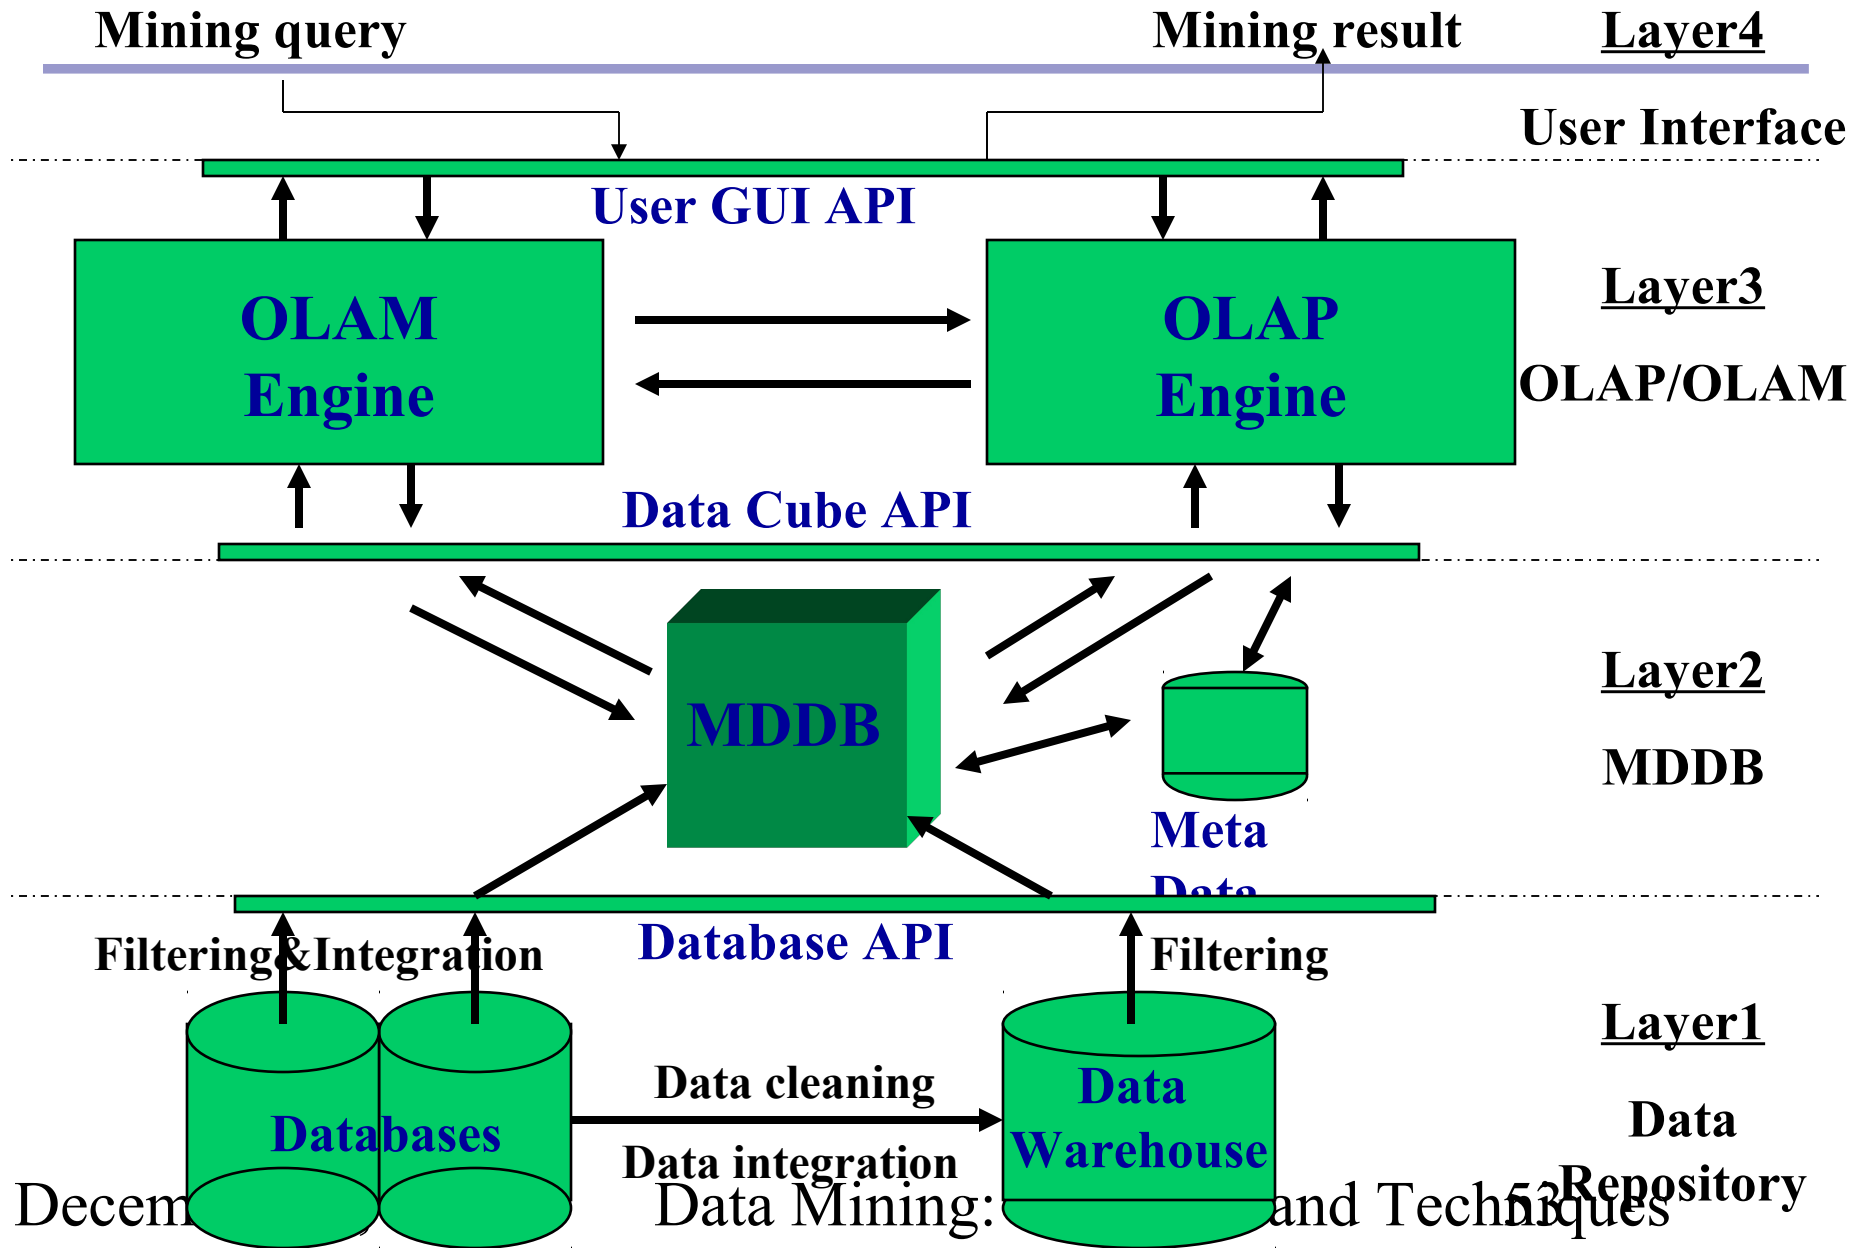 Mining query
Mining result
Layer4
User Interface
User GUI API
OLAM
Engine
OLAP
Engine
Layer3
OLAP/OLAM
Data Cube API
MDDB
Layer2
MDDB
Meta
Data
Filtering&Integration
Database API
Filtering
Layer1
Databases
Data cleaning
Data integration
Data
Warehouse
Data
Repository
Data Mining: and Techniques
53